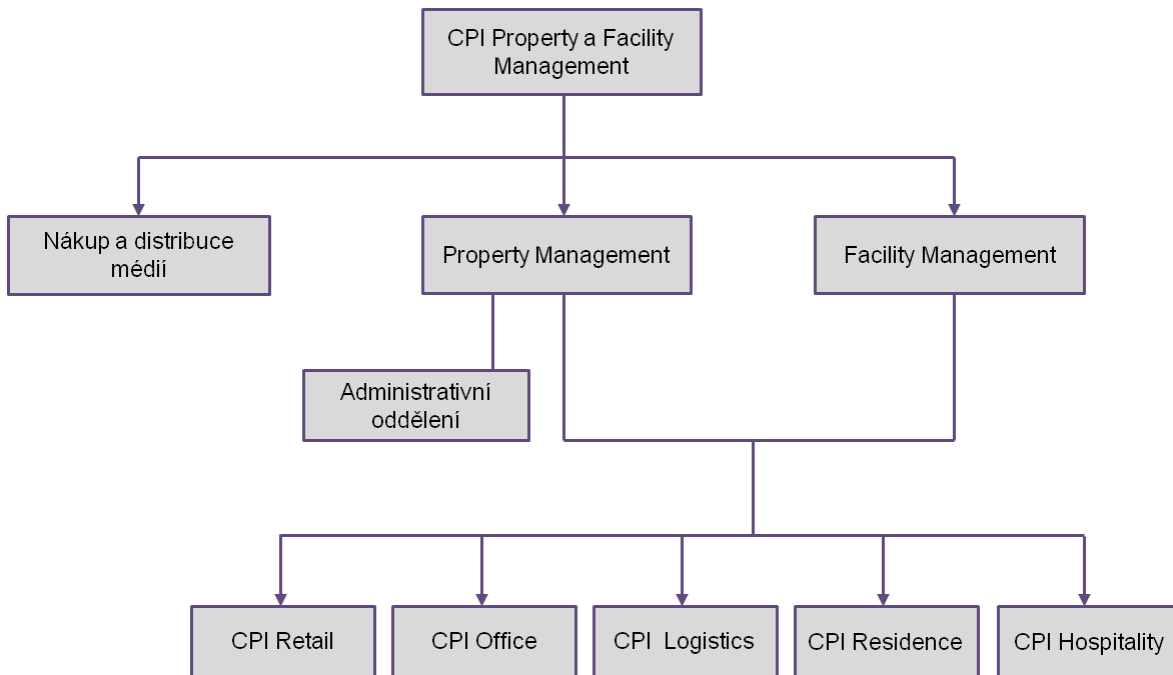 CPI Property a Facility
Management
Nákup a distribuce
médií
Property Management
Facility Management
Administrativní
oddělení
CPI Retail
CPI Office
CPI Logistics
CPI Residence
CPI Hospitality